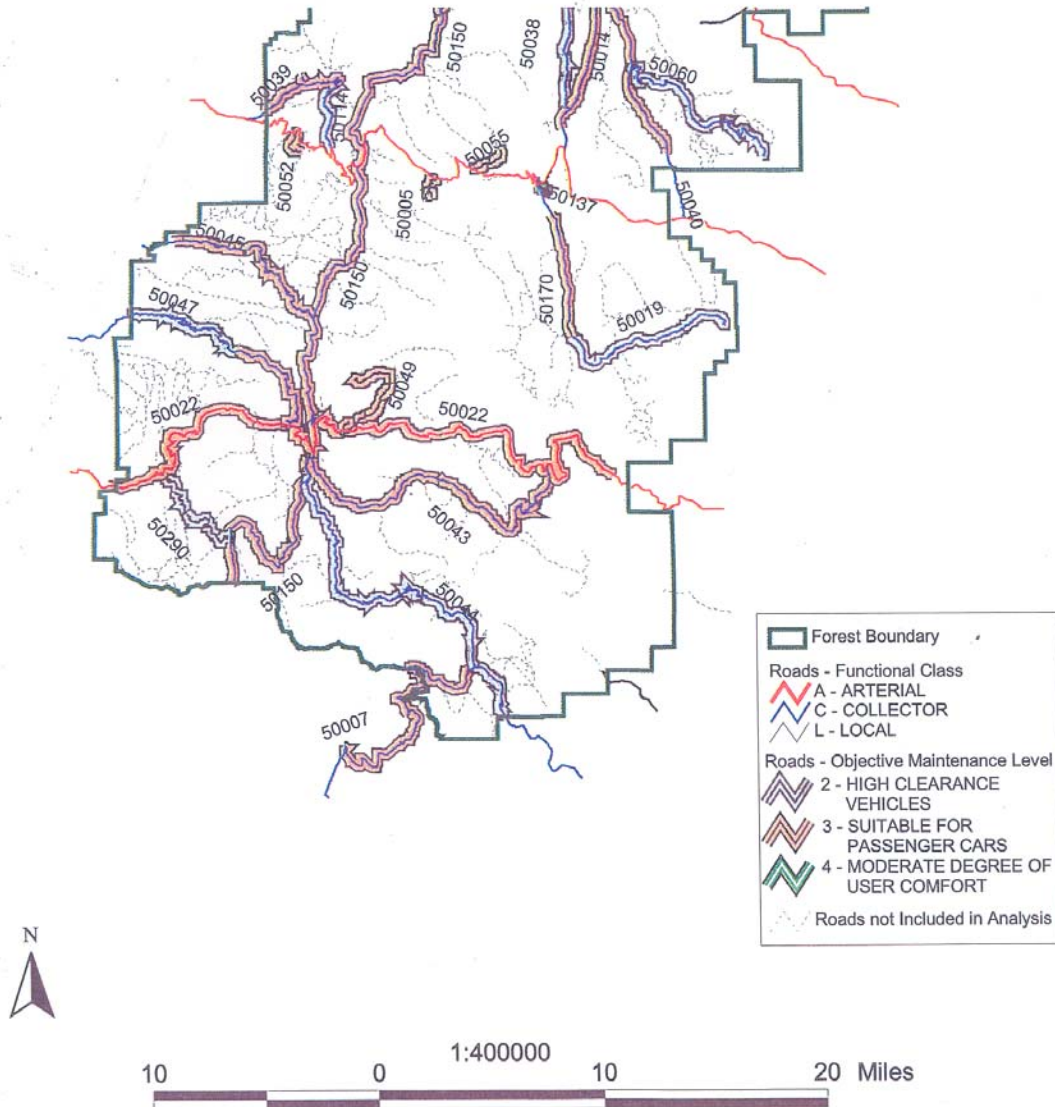 50150
50038
50014
50060
50039
50114
50052
50055
50005
50137
50040
50045
50150
50047
50170
50019
50049
50022
50022
50043
50290
50150
50044
50007
Forest Boundary
Roads - Functional Class
A - ARTERIAL
C - COLLECTOR
L - LOCAL
Roads - Objective Maintenance Level
2 - HIGH CLEARANCE
VEHICLES
3 - SUITABLE FOR
PASSENGER CARS
4 - MODERATE DEGREE OF
USER COMFORT
Roads not Included in Analysis
N
1:400000
10 0 10 20 Miles